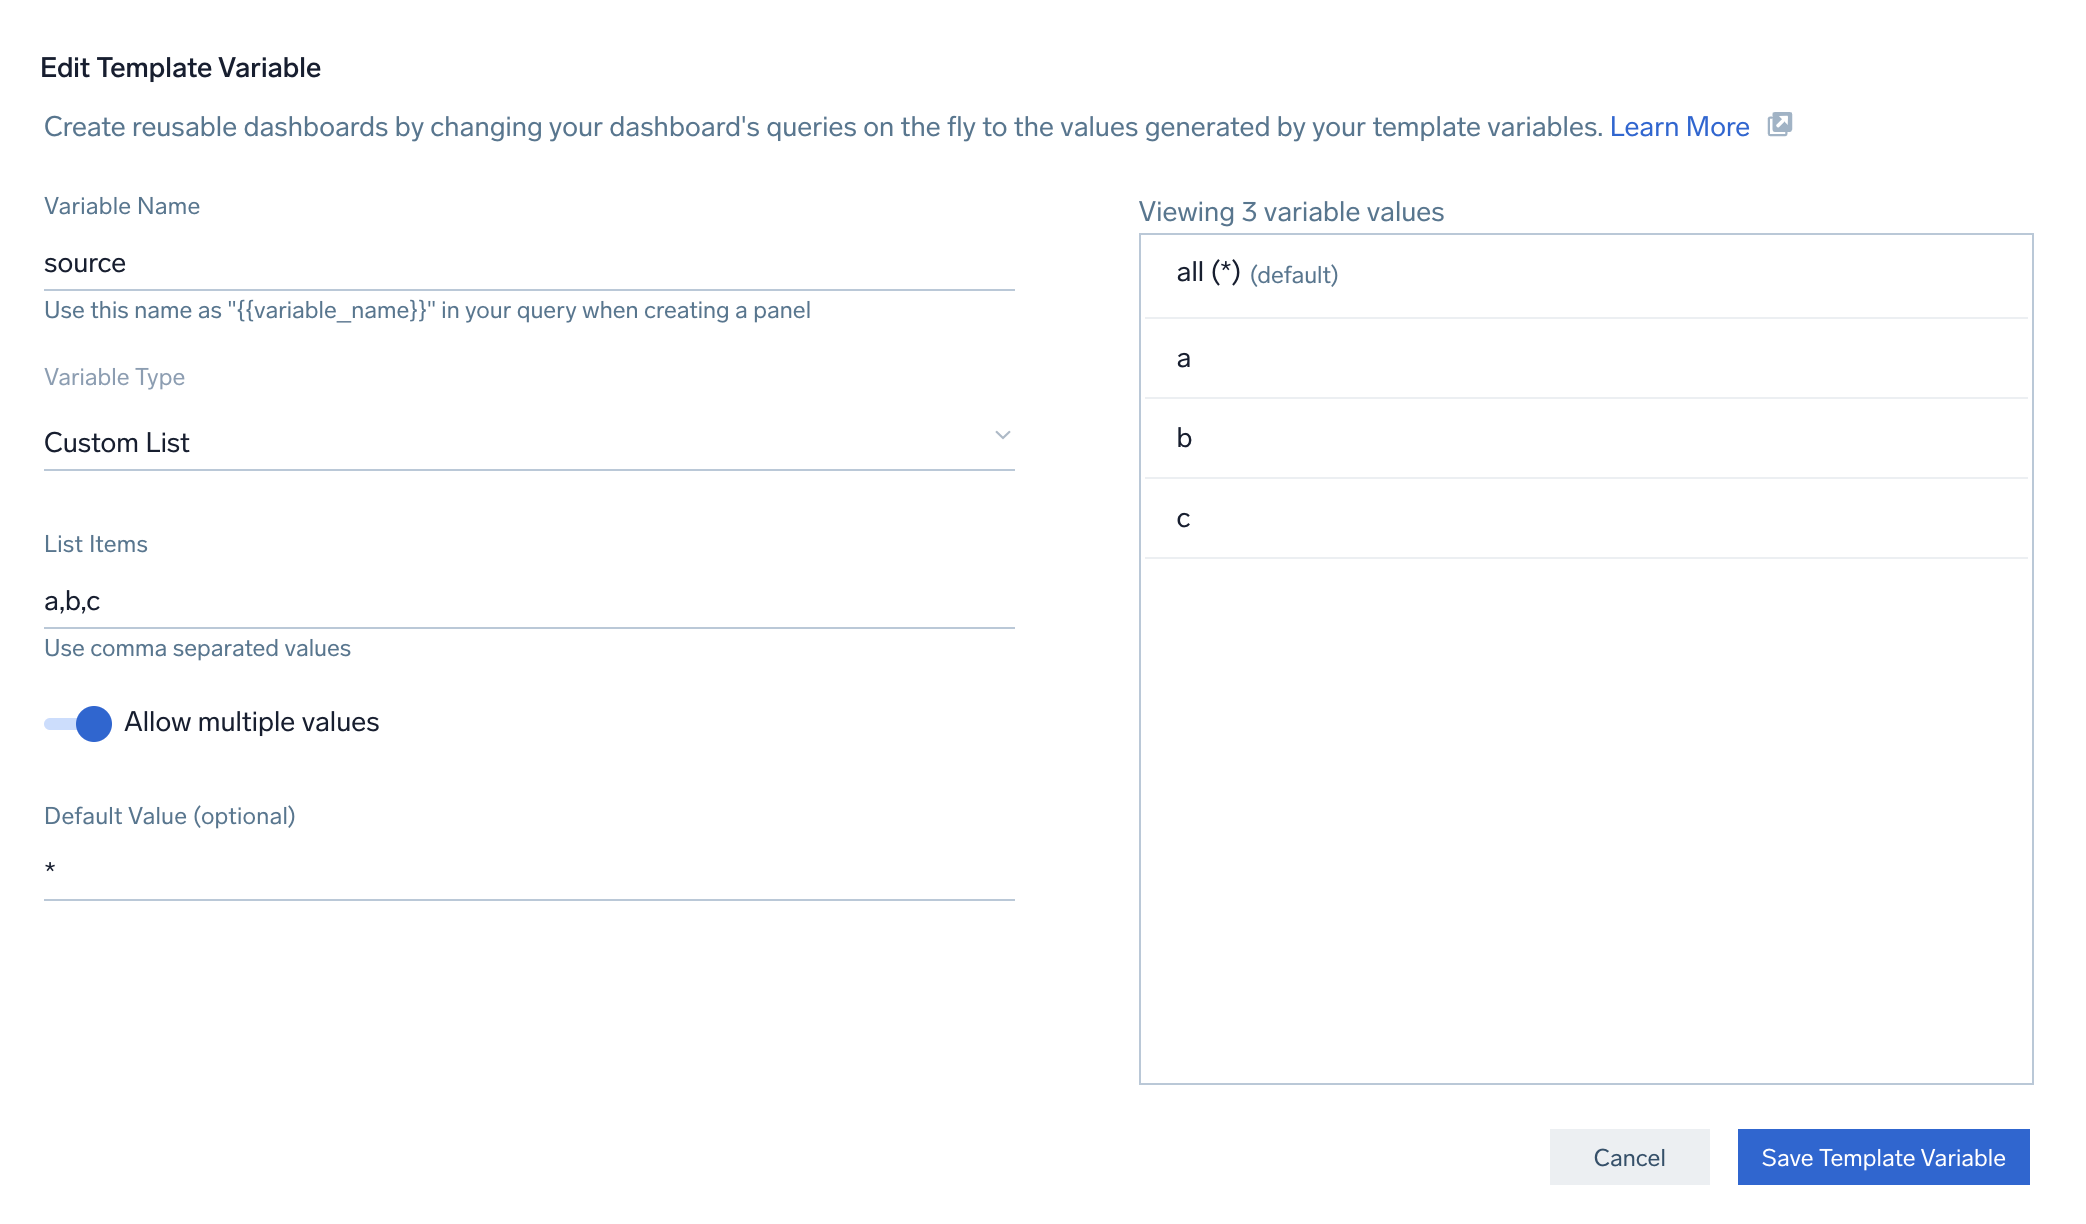 Edit Template Variable
Create reusable dashboards by changing your dashboard's queries on the fly to the values generated by your template variables. Learn More
Variable Name
source
Use this name as "{{variable_name}}" in your query when creating a panel
Variable Type
Custom List
List Items
a,b,c
Use comma separated values
Allow multiple values
Default Value (optional)
*
Viewing 3 variable values
all (*) (default)
a
b
c
Cancel
Save Template Variable